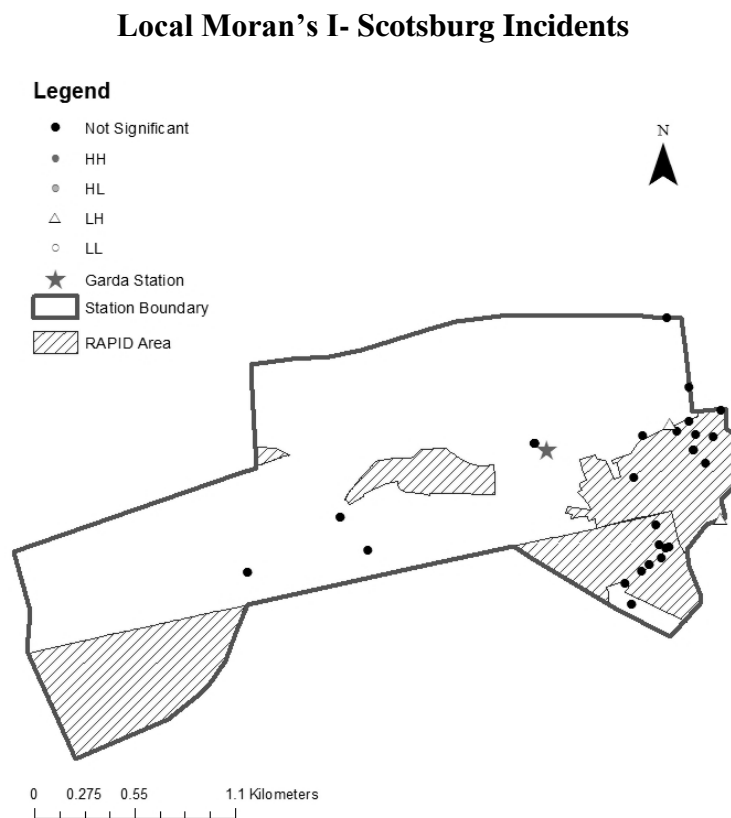 Local Moran's I- Scotsburg Incidents
Legend
Not Significant
HH
HL
LH
LL
Garda Station
Station Boundary
RAPID Area
N
0 0.275 0.55 1.1 Kilometers